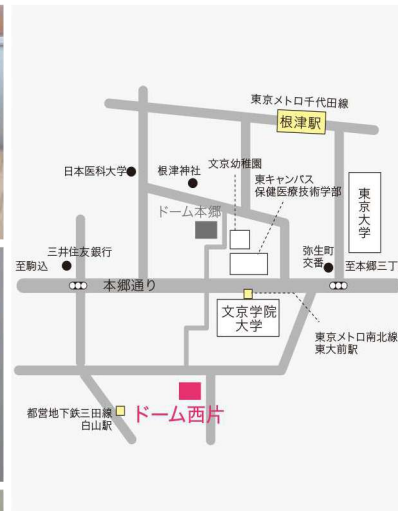 東京メトロ千代田線
根津駅
文京幼稚園
日本医科大学
根津神社
東キャンパス
保健医療技術学部
東京大学
ドーム本郷
三井住友銀行
弥生町
交番
至駒込
至本郷三丁
本郷通り
文京学院
大学
東京メトロ南北線
東大前駅
都営地下鉄三田線
白山駅
ドーム西片